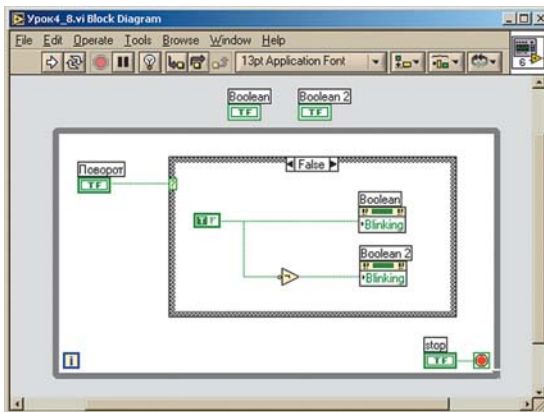 Урок4_8.vi Block Diagram
File Edit Operate Tools Browse Window Help
13pt Application Font
6
Boolean Boolean 2
TF TF
False
Поворот
TF
?
Boolean
Blinking
Boolean 2
Blinking
stop
TF
i